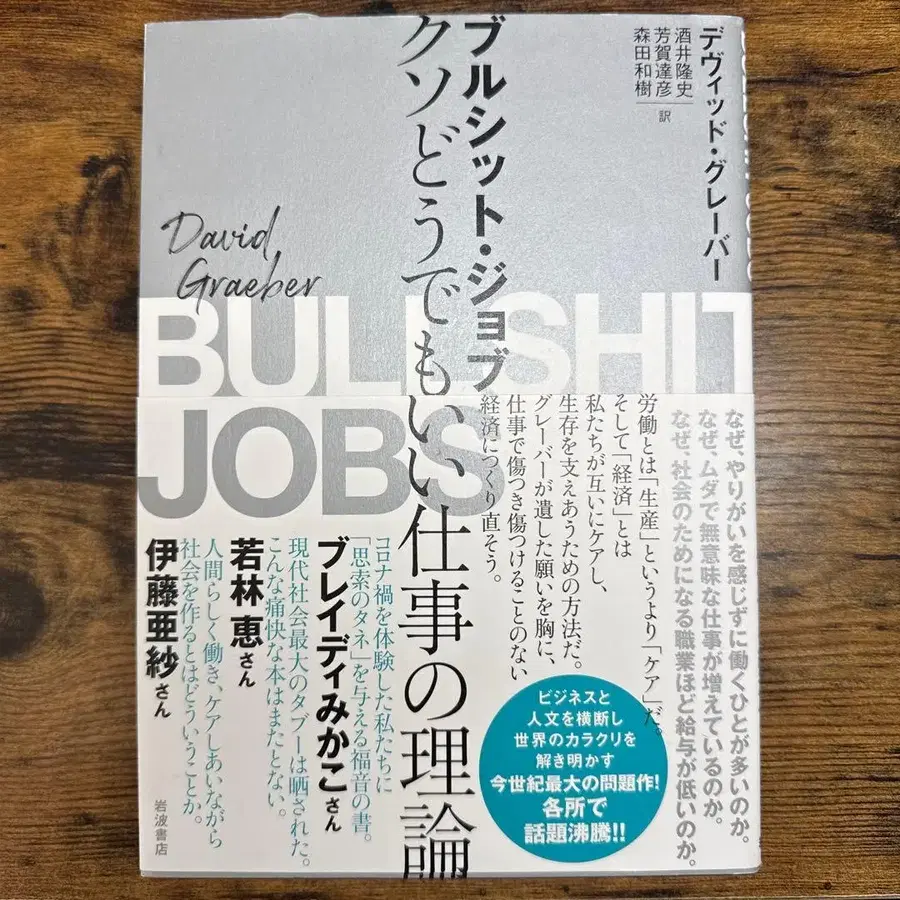 デヴィッド・グレーバー
酒井隆史
芳賀達彦
森田和樹
訳
ブルシット・ジョブ
クソどうでもいい仕事の理論
David
Graeber
BULLSHIT
JOBS
なぜ、やりがいを感じずに働くひとが多いのか。
なぜ、ムダで無意味な仕事が増えているのか。
なぜ、社会のためになる職業ほど給与が低いのか。
労働とは「生産」というより「ケア」だ。
そして「経済」とは
私たちが互いにケアし、
生存を支えあうための方法だ。
グレーバーが遺した願いを胸に、
仕事で傷つき傷つけることのない
経済につくり直そう。
ブレイディみかこさん
コロナ禍を体験した私たちに
「思索のタネ」を与える福音の書。
若林 恵さん
現代社会最大のタブーは晒された。
こんな痛快な本はまたとない。
伊藤亜紗さん
人間らしく働き、ケアしあいながら
社会を作るとはどういうことか。
ビジネスと
人文を横断し
世界のカラクリを
解き明かす
今世紀最大の問題作!
各所で
話題沸騰!!
岩波書店